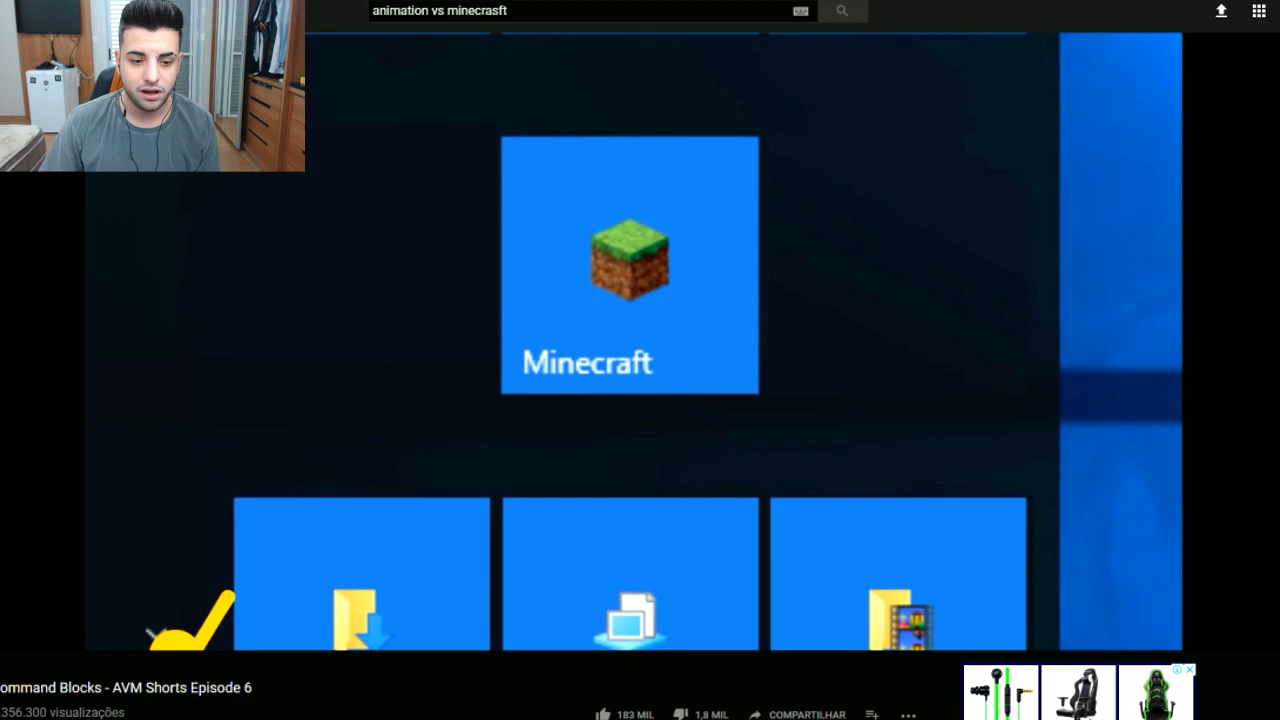 animation vs minecrasft
Minecraft
ommand Blocks - AVM Shorts Episode 6
356.300 visualizações
183 MIL
1,8 MIL
COMPARTILHAR